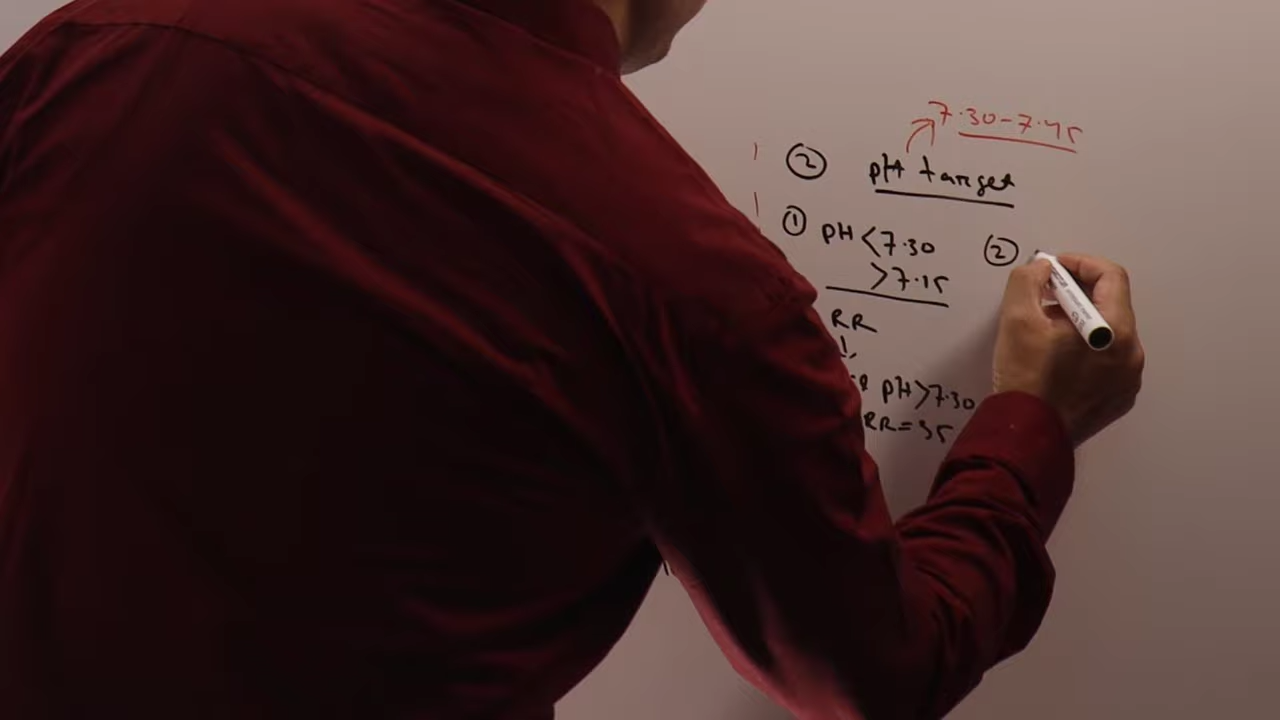 7.30-7.45
② pH target
① pH <7.30
>7.15
②
RR
pH >7.30
RR = 35